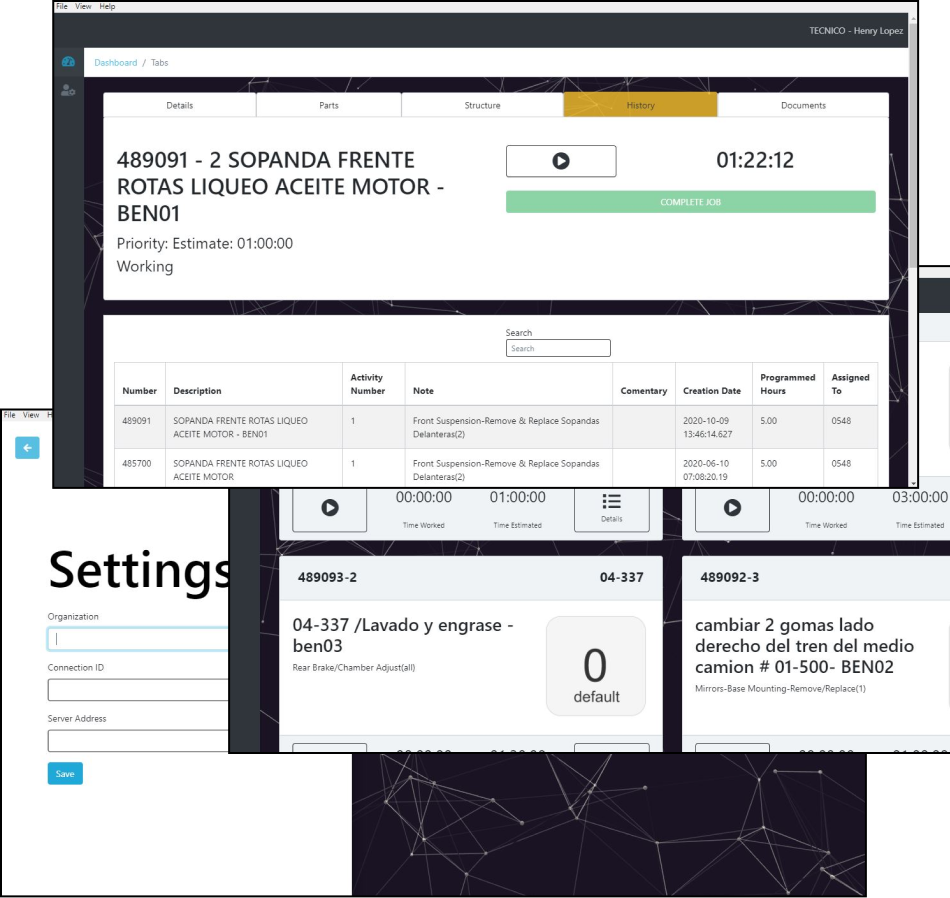 File View Help
TECNICO - Henry Lopez
Dashboard / Tabs
Details Parts Structure History Documents
489091 - 2 SOPANDA FRENTE
ROTAS LIQUEO ACEITE MOTOR -
BEN01
Priority: Estimate: 01:00:00
Working
01:22:12
COMPLETE JOB
Search
Search
Number Description Activity Number Note Comentary Creation Date Programmed Hours Assigned To
489091 SOPANDA FRENTE ROTAS LIQUEO ACEITE MOTOR - BEN01 1 Front Suspension-Remove & Replace Sopandas Delanteras(2) 2020-10-09 13:46:14.627 5.00 0548
485700 SOPANDA FRENTE ROTAS LIQUEO ACEITE MOTOR 1 Front Suspension-Remove & Replace Sopandas Delanteras(2) 2020-06-10 07:08:20.19 5.00 0548
File View H
Settings
Organization
Connection ID
Server Address
Save
00:00:00 01:00:00
Time Worked Time Estimated Details
00:00:00 03:00:00
Time Worked Time Estimated
489093-2 04-337
04-337 /Lavado y engrase -
ben03
Rear Brake/Chamber Adjust(all)
0
default
489092-3
cambiar 2 gomas lado
derecho del tren del medio
camion # 01-500- BEN02
Mirrors-Base Mounting-Remove/Replace(1)